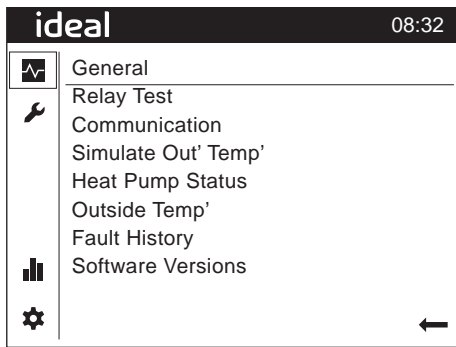 ideal 08:32
General
Relay Test
Communication
Simulate Out' Temp'
Heat Pump Status
Outside Temp'
Fault History
Software Versions